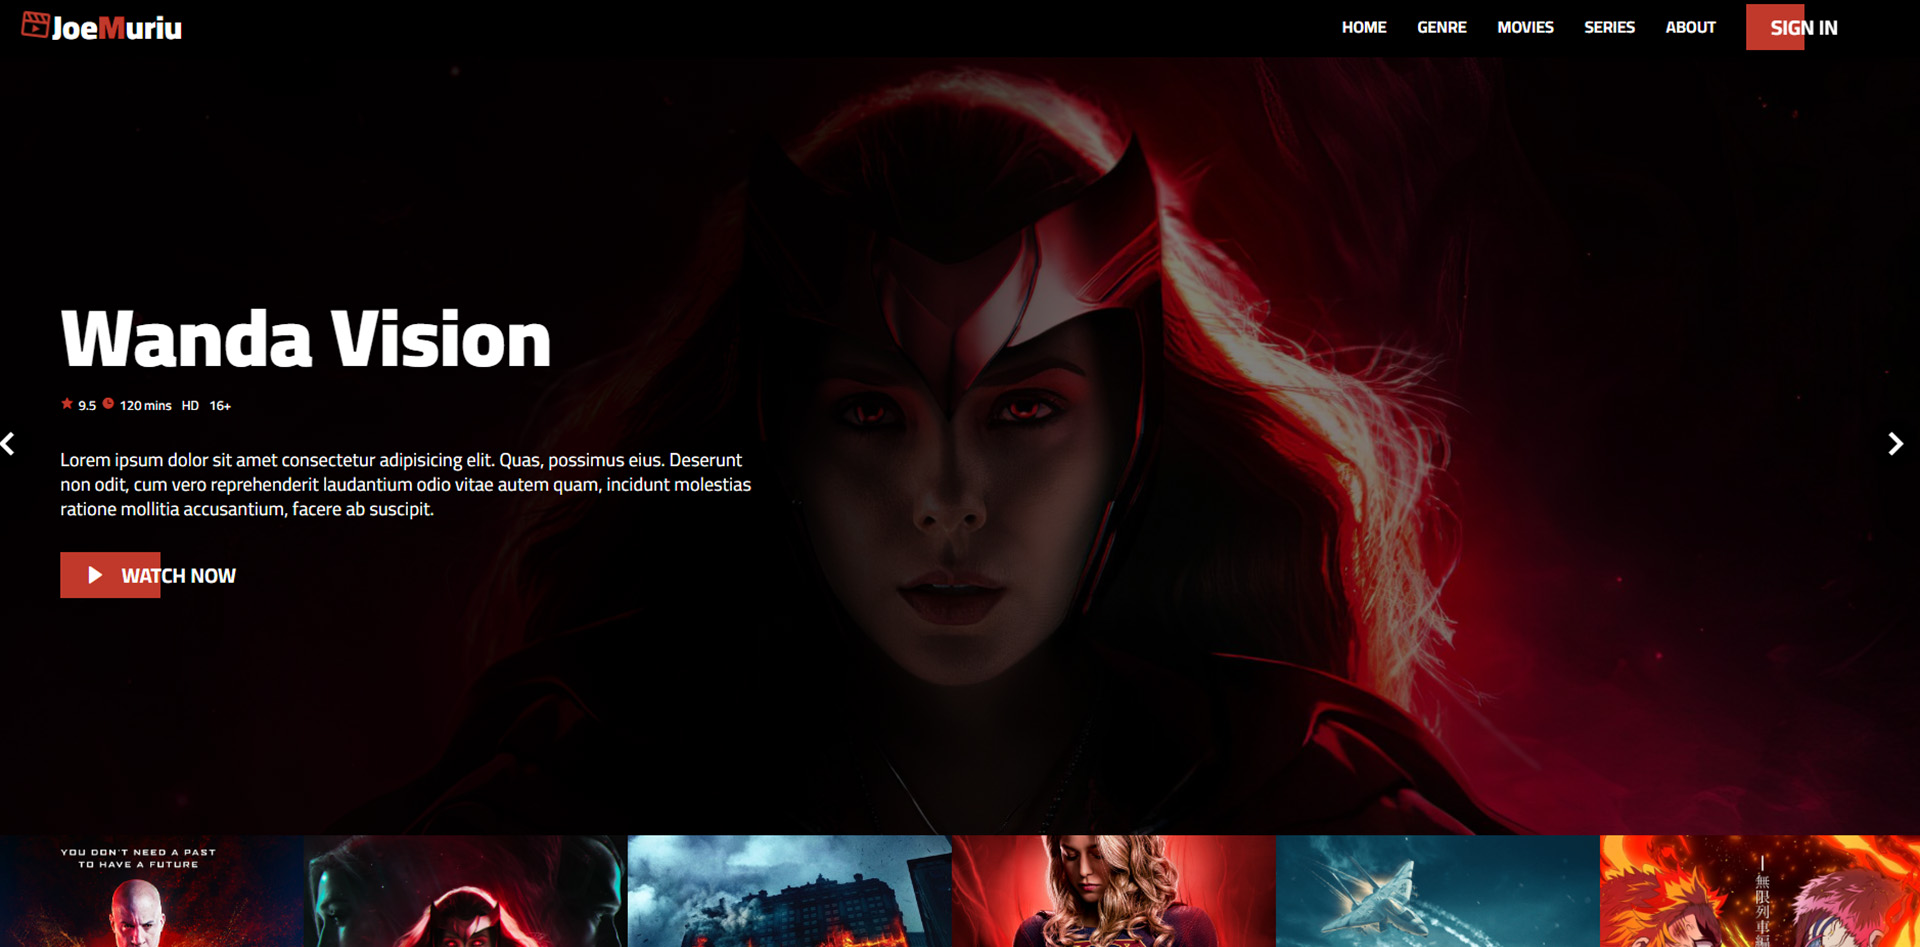 JoeMuriu
HOME GENRE MOVIES SERIES ABOUT SIGN IN
Wanda Vision
9.5 120 mins HD 16+
Lorem ipsum dolor sit amet consectetur adipisicing elit. Quas, possimus eius. Deserunt
non odit, cum vero reprehenderit laudantium odio vitae autem quam, incidunt molestias
ratione mollitia accusantium, facere ab suscipit.
WATCH NOW
YOU DON'T NEED A PAST
TO HAVE A FUTURE
無限列車編